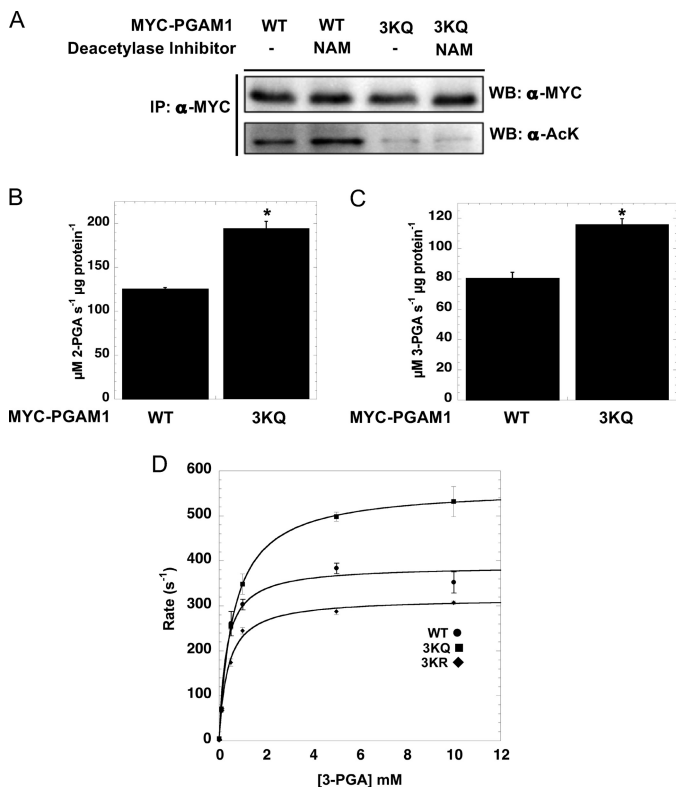 A
MYC-PGAM1 WT WT 3KQ 3KQ
Deacetylase Inhibitor - NAM - NAM
IP: α-MYC
WB: α-MYC
WB: α-AcK
B
µM 2-PGA s⁻¹ µg protein⁻¹
200
150
100
50
0
*
MYC-PGAM1 WT 3KQ
C
µM 3-PGA s⁻¹ µg protein⁻¹
120
100
80
60
40
20
0
*
MYC-PGAM1 WT 3KQ
D
Rate (s⁻¹)
600
500
400
300
200
100
0
WT
3KQ
3KR
0 2 4 6 8 10 12
[3-PGA] mM